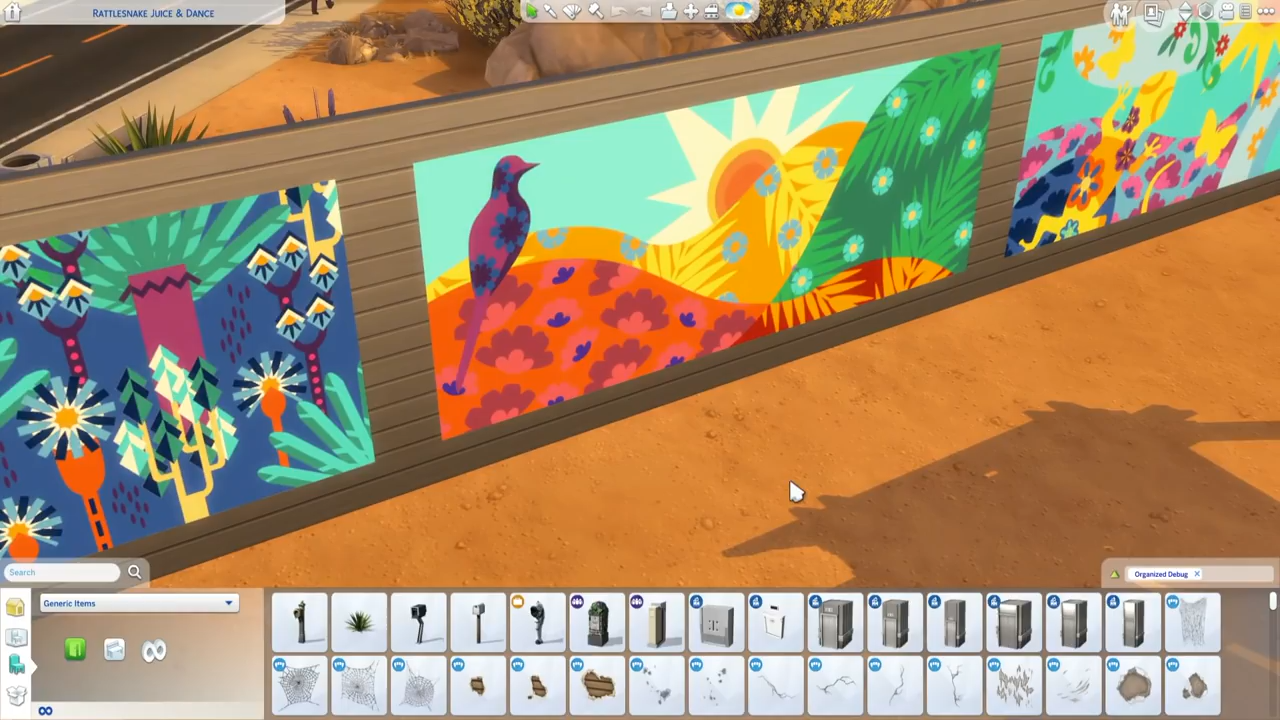 RATTLESNAKE JUICE & DANCE
Search
Organized Debug
Generic Items